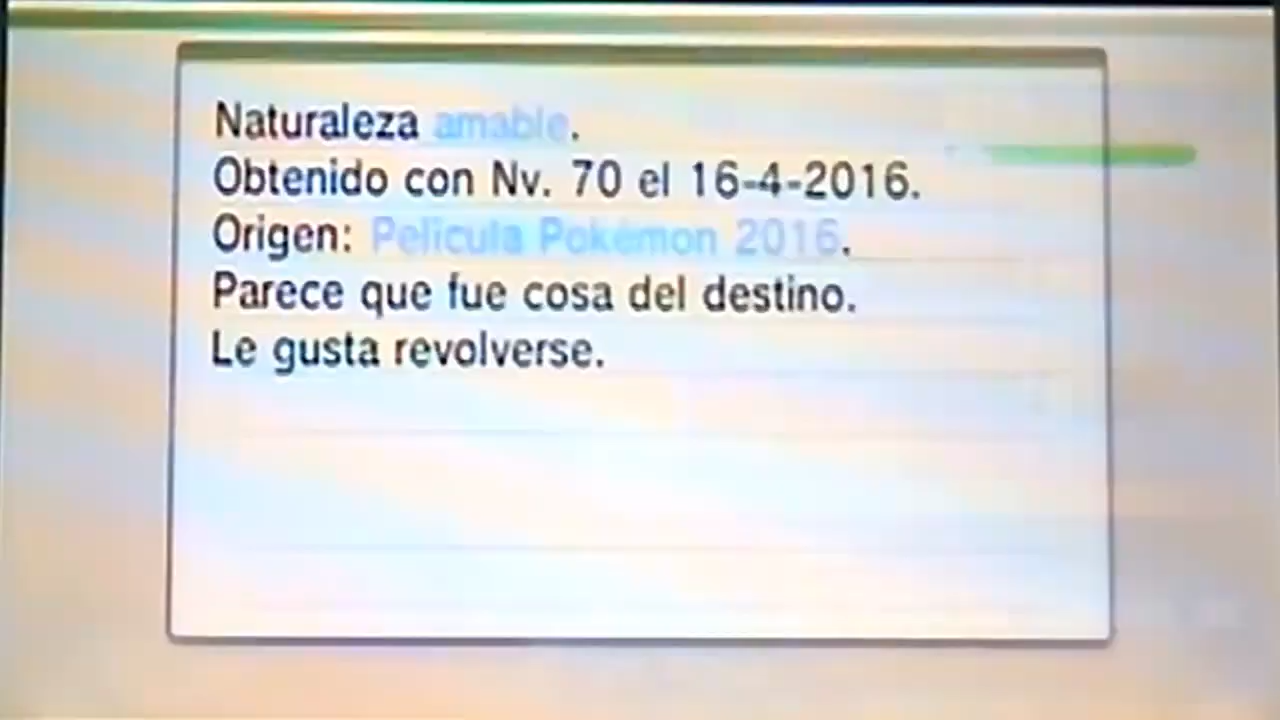 Naturaleza amable.
Obtenido con Nv. 70 el 16-4-2016.
Origen: Película Pokémon 2016.
Parece que fue cosa del destino.
Le gusta revolverse.